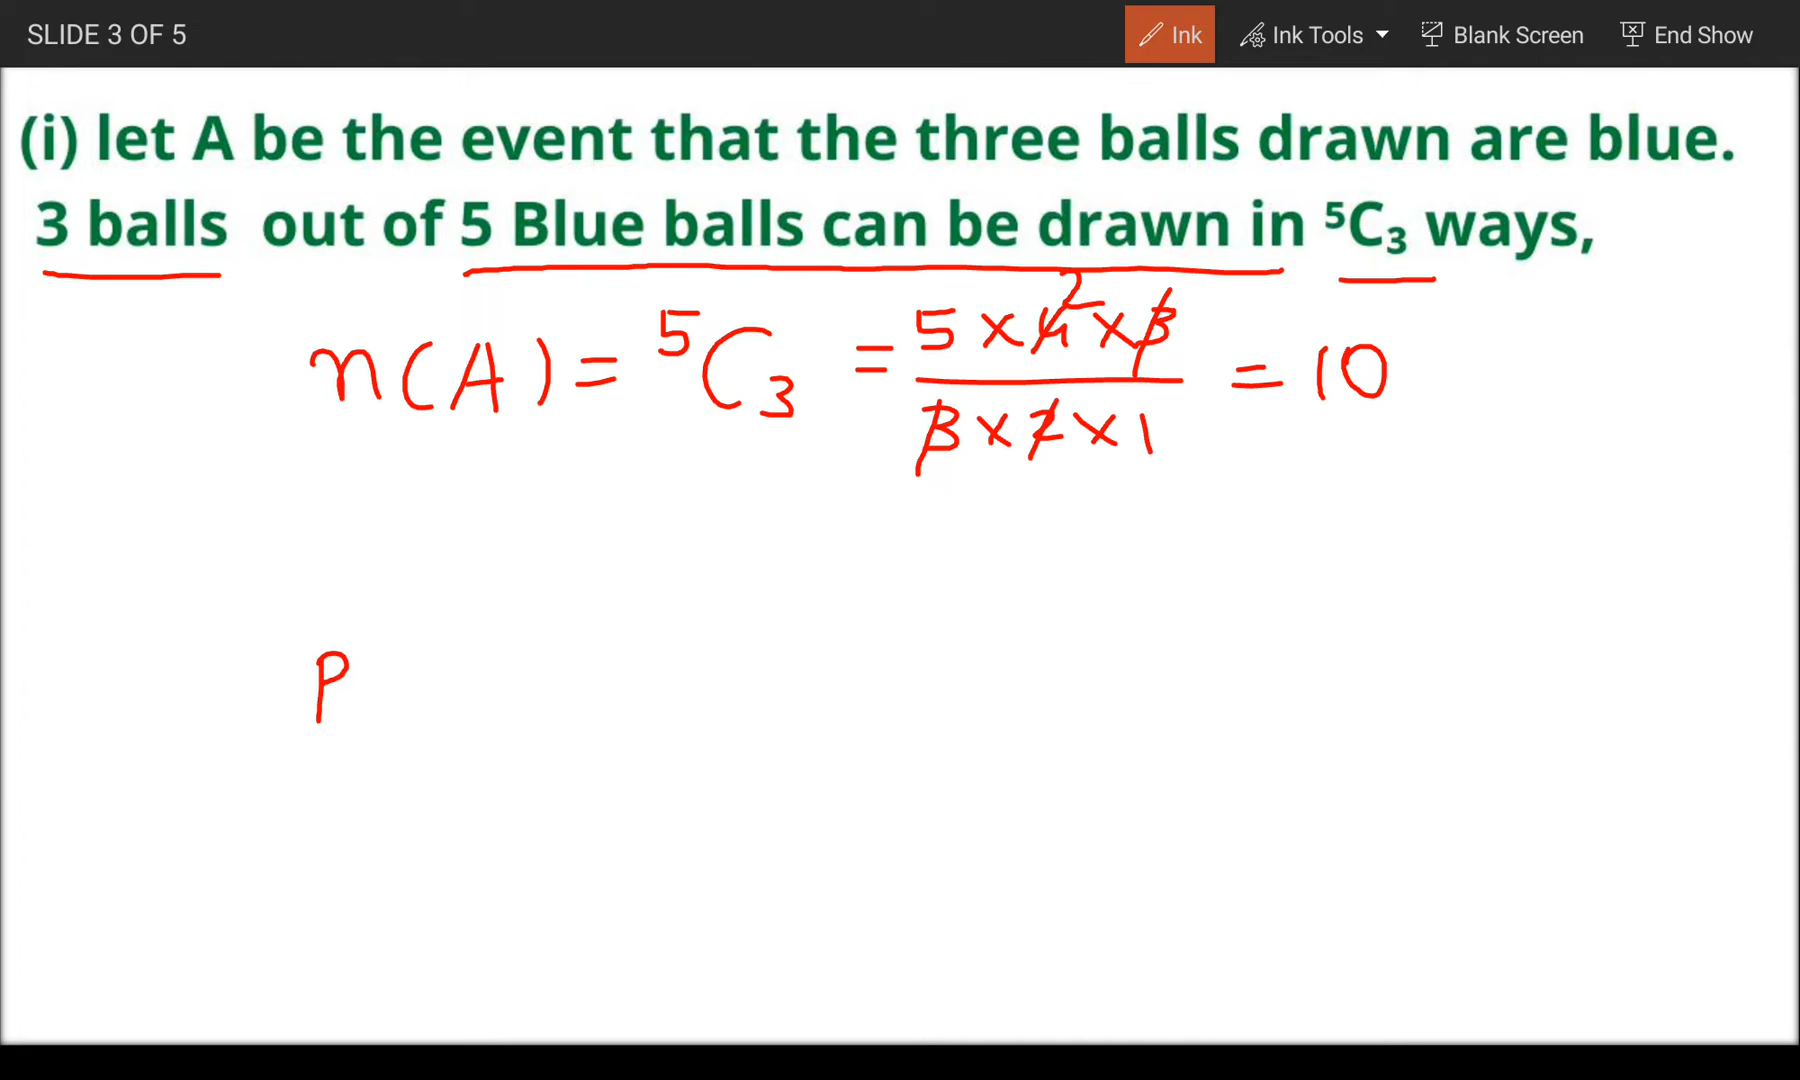 SLIDE 3 OF 5 Ink Ink Tools Blank Screen End Show
(i) let A be the event that the three balls drawn are blue.
3 balls out of 5 Blue balls can be drawn in ⁵C₃ ways,
n(A) = ⁵C₃ = 5 × 4² × 3 / 3 × 2 × 1 = 10
P